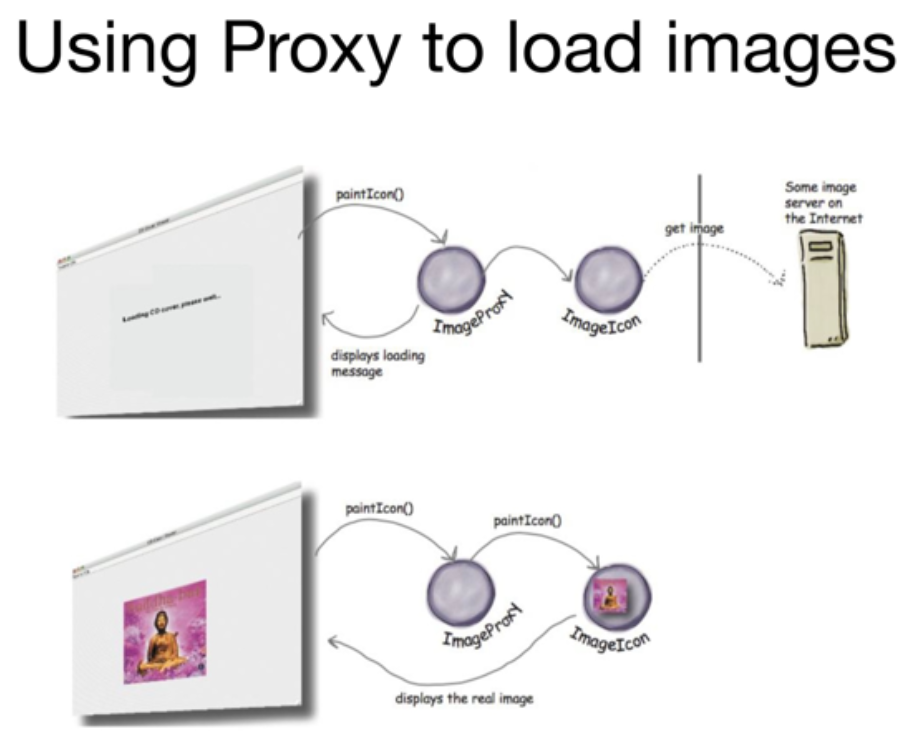 Using Proxy to load images
paintIcon()
Some image
server on
the Internet
get image
Loading CD cover, please wait...
ImageProxy
ImageIcon
displays loading
message
paintIcon()
paintIcon()
ImageProxy
ImageIcon
displays the real image